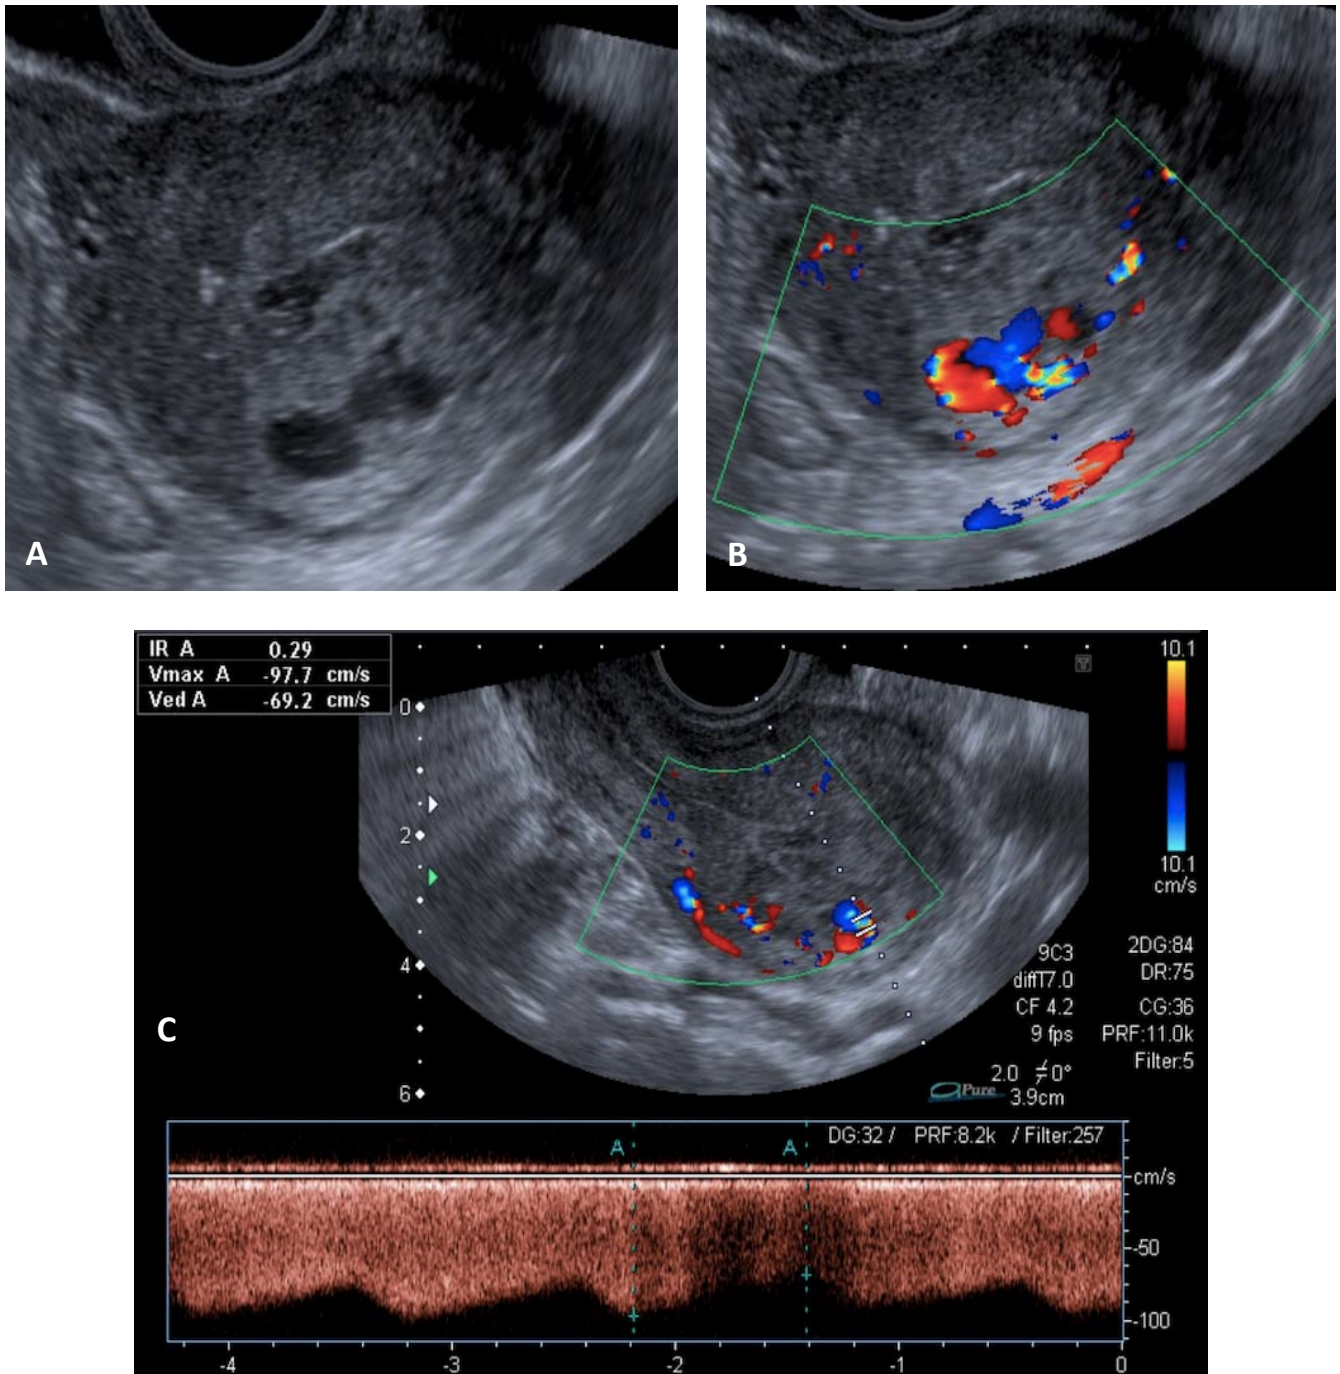 A
B
IR A 0.29
Vmax A -97.7 cm/s
Ved A -69.2 cm/s
10.1
0
2
10.1
cm/s
4
9C3
diffT7.0
CF 4.2
9 fps
2DG:84
DR:75
CG:36
PRF:11.0k
Filter:5
C
2.0 ≠0°
aPure 3.9cm
6
A A DG:32 / PRF:8.2k / Filter:257
cm/s
-50
-100
-4 -3 -2 -1 0